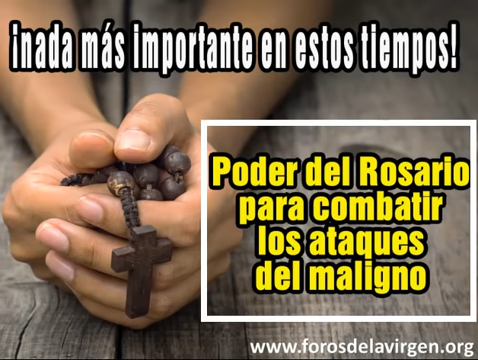 ¡nada más importante en estos tiempos!
Poder del Rosario
para combatir
los ataques
del maligno
www.forosdelavirgen.org